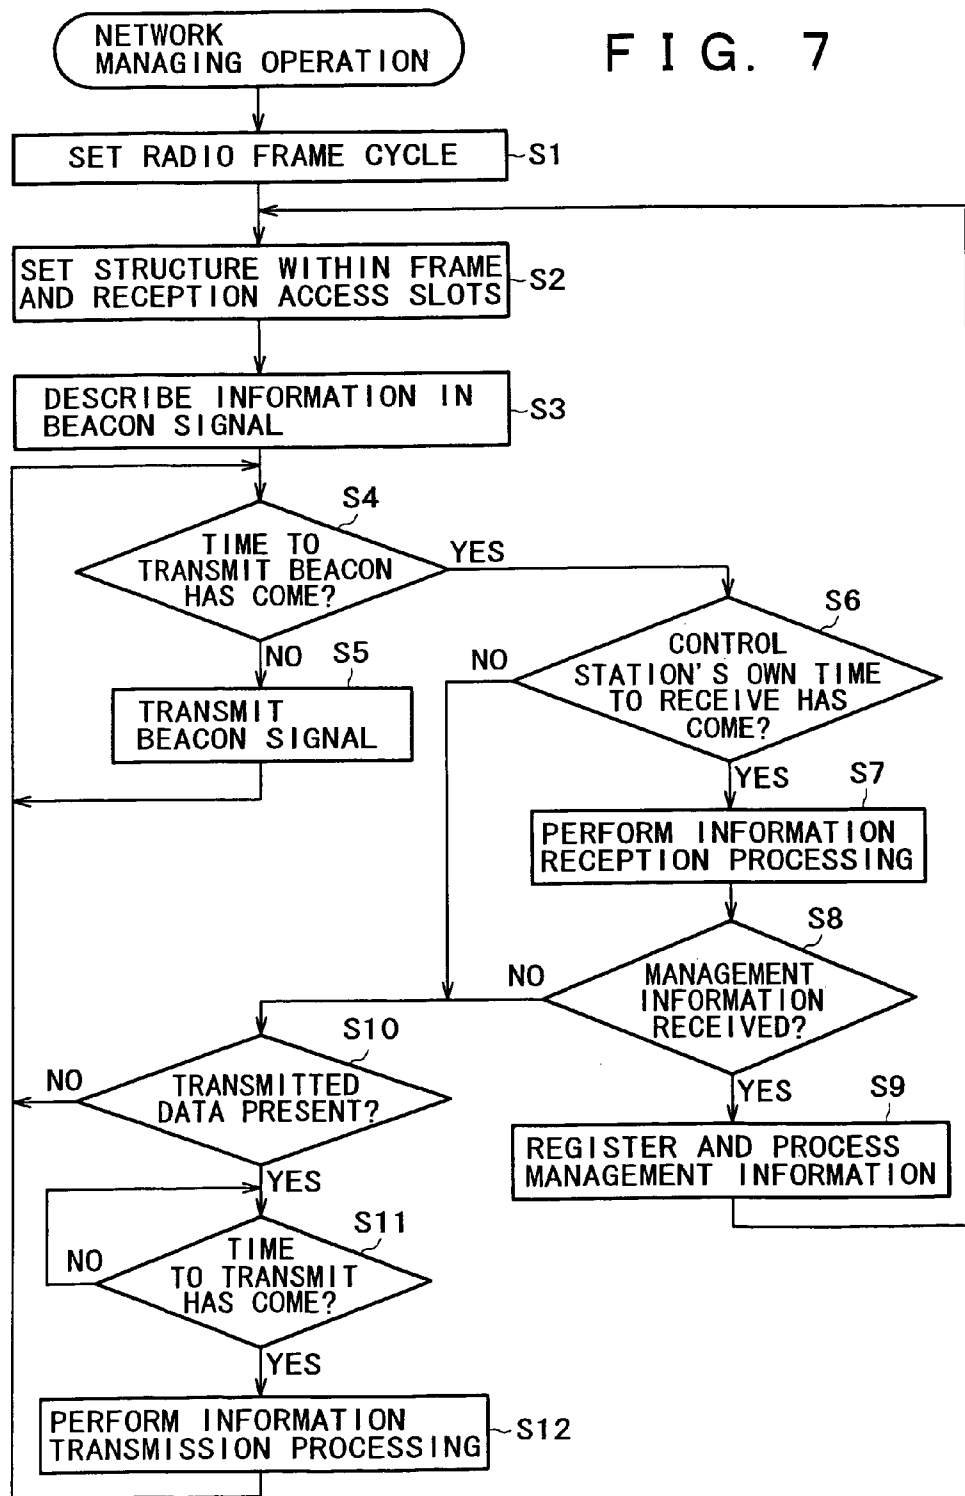 NETWORK
MANAGING OPERATION
FIG. 7
SET RADIO FRAME CYCLE
S1
SET STRUCTURE WITHIN FRAME
AND RECEPTION ACCESS SLOTS
S2
DESCRIBE INFORMATION IN
BEACON SIGNAL
S3
S4
TIME TO
TRANSMIT BEACON
HAS COME?
YES
NO
S5
TRANSMIT
BEACON SIGNAL
S6
CONTROL
STATION'S OWN TIME
TO RECEIVE HAS
COME?
NO
YES
S7
PERFORM INFORMATION
RECEPTION PROCESSING
S8
MANAGEMENT
INFORMATION
RECEIVED?
NO
YES
S9
REGISTER AND PROCESS
MANAGEMENT INFORMATION
S10
TRANSMITTED
DATA PRESENT?
NO
YES
S11
TIME
TO TRANSMIT
HAS COME?
NO
YES
PERFORM INFORMATION
TRANSMISSION PROCESSING
S12